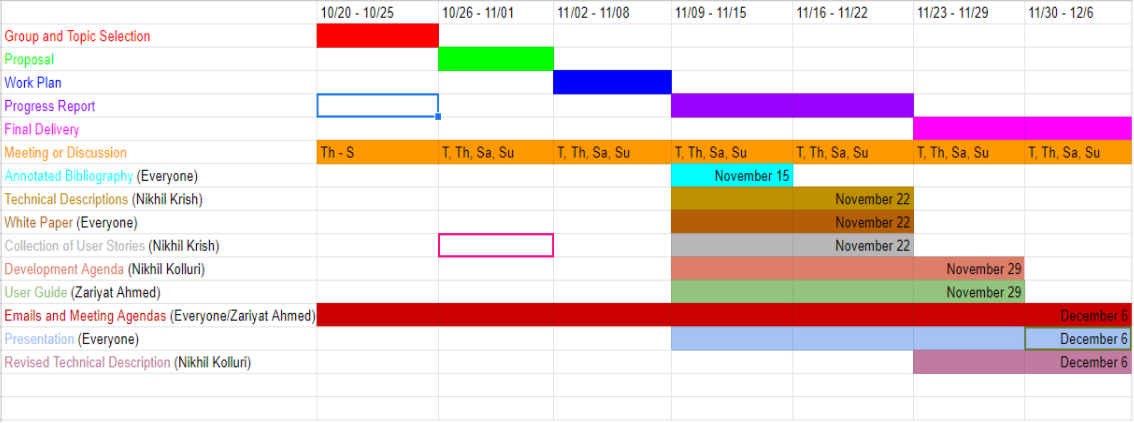 10/20 - 10/25 10/26 - 11/01 11/02 - 11/08 11/09 - 11/15 11/16 - 11/22 11/23 - 11/29 11/30 - 12/6
Group and Topic Selection
Proposal
Work Plan
Progress Report
Final Delivery
Meeting or Discussion Th - S T, Th, Sa, Su T, Th, Sa, Su T, Th, Sa, Su T, Th, Sa, Su T, Th, Sa, Su T, Th, Sa, Su
Annotated Bibliography (Everyone) November 15
Technical Descriptions (Nikhil Krish) November 22
White Paper (Everyone) November 22
Collection of User Stories (Nikhil Krish) November 22
Development Agenda (Nikhil Kolluri) November 29
User Guide (Zariyat Ahmed) November 29
Emails and Meeting Agendas (Everyone/Zariyat Ahmed) December 6
Presentation (Everyone) December 6
Revised Technical Description (Nikhil Kolluri) December 6